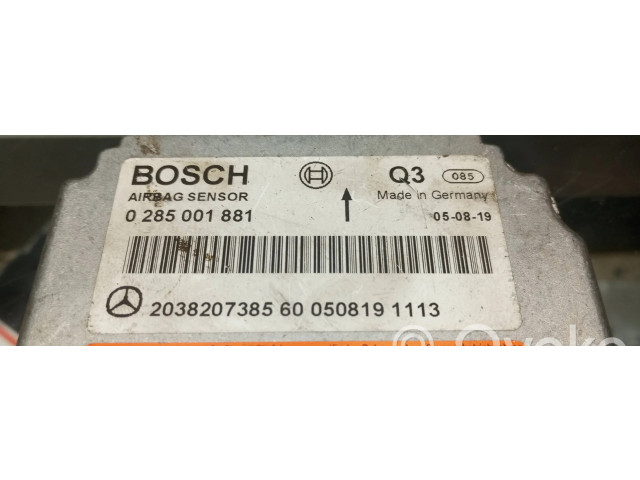 BOSCH Q3 085
AIRBAG SENSOR Made in Germany
0 285 001 881 05-08-19
2038207385 60 050819 1113
Ovoko